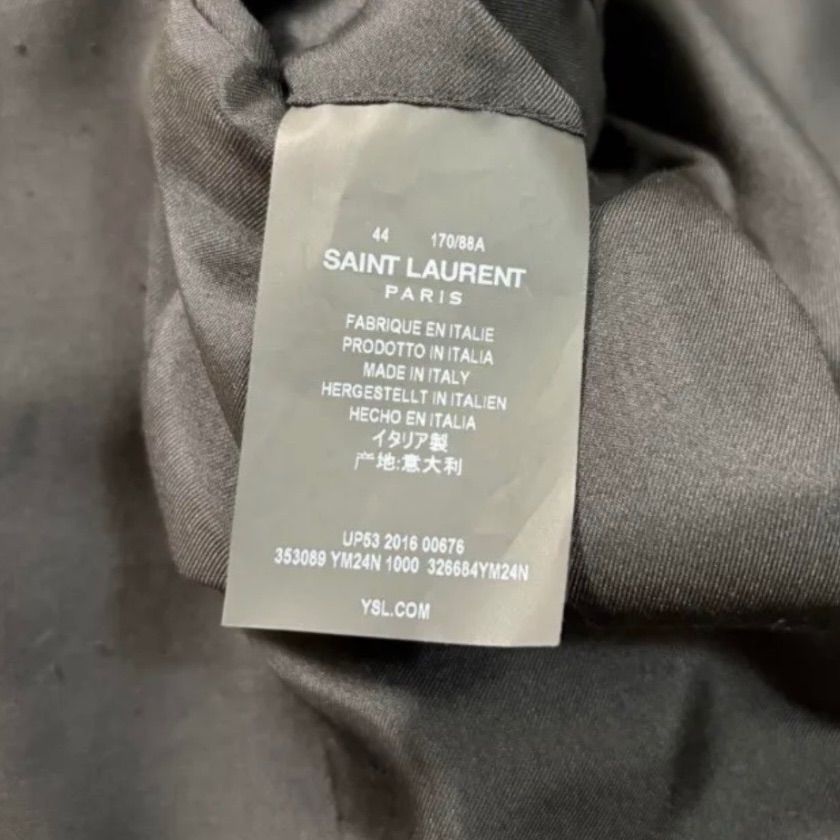 44 170/88A
SAINT LAURENT
PARIS
FABRIQUE EN ITALIE
PRODOTTO IN ITALIA
MADE IN ITALY
HERGESTELLT IN ITALIEN
HECHO EN ITALIA
イタリア製
产地:意大利
UP53 2016 00676
353089 YM24N 1000 326684YM24N
YSL.COM